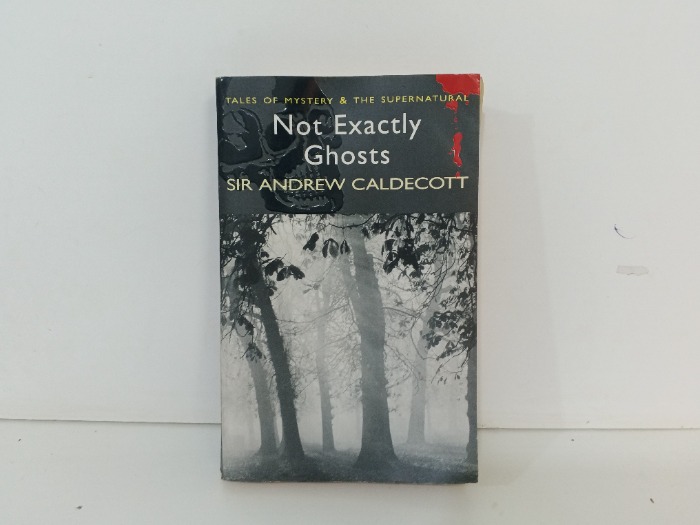 TALES OF MYSTERY & THE SUPERNATURAL
Not Exactly
Ghosts
SIR ANDREW CALDECOTT